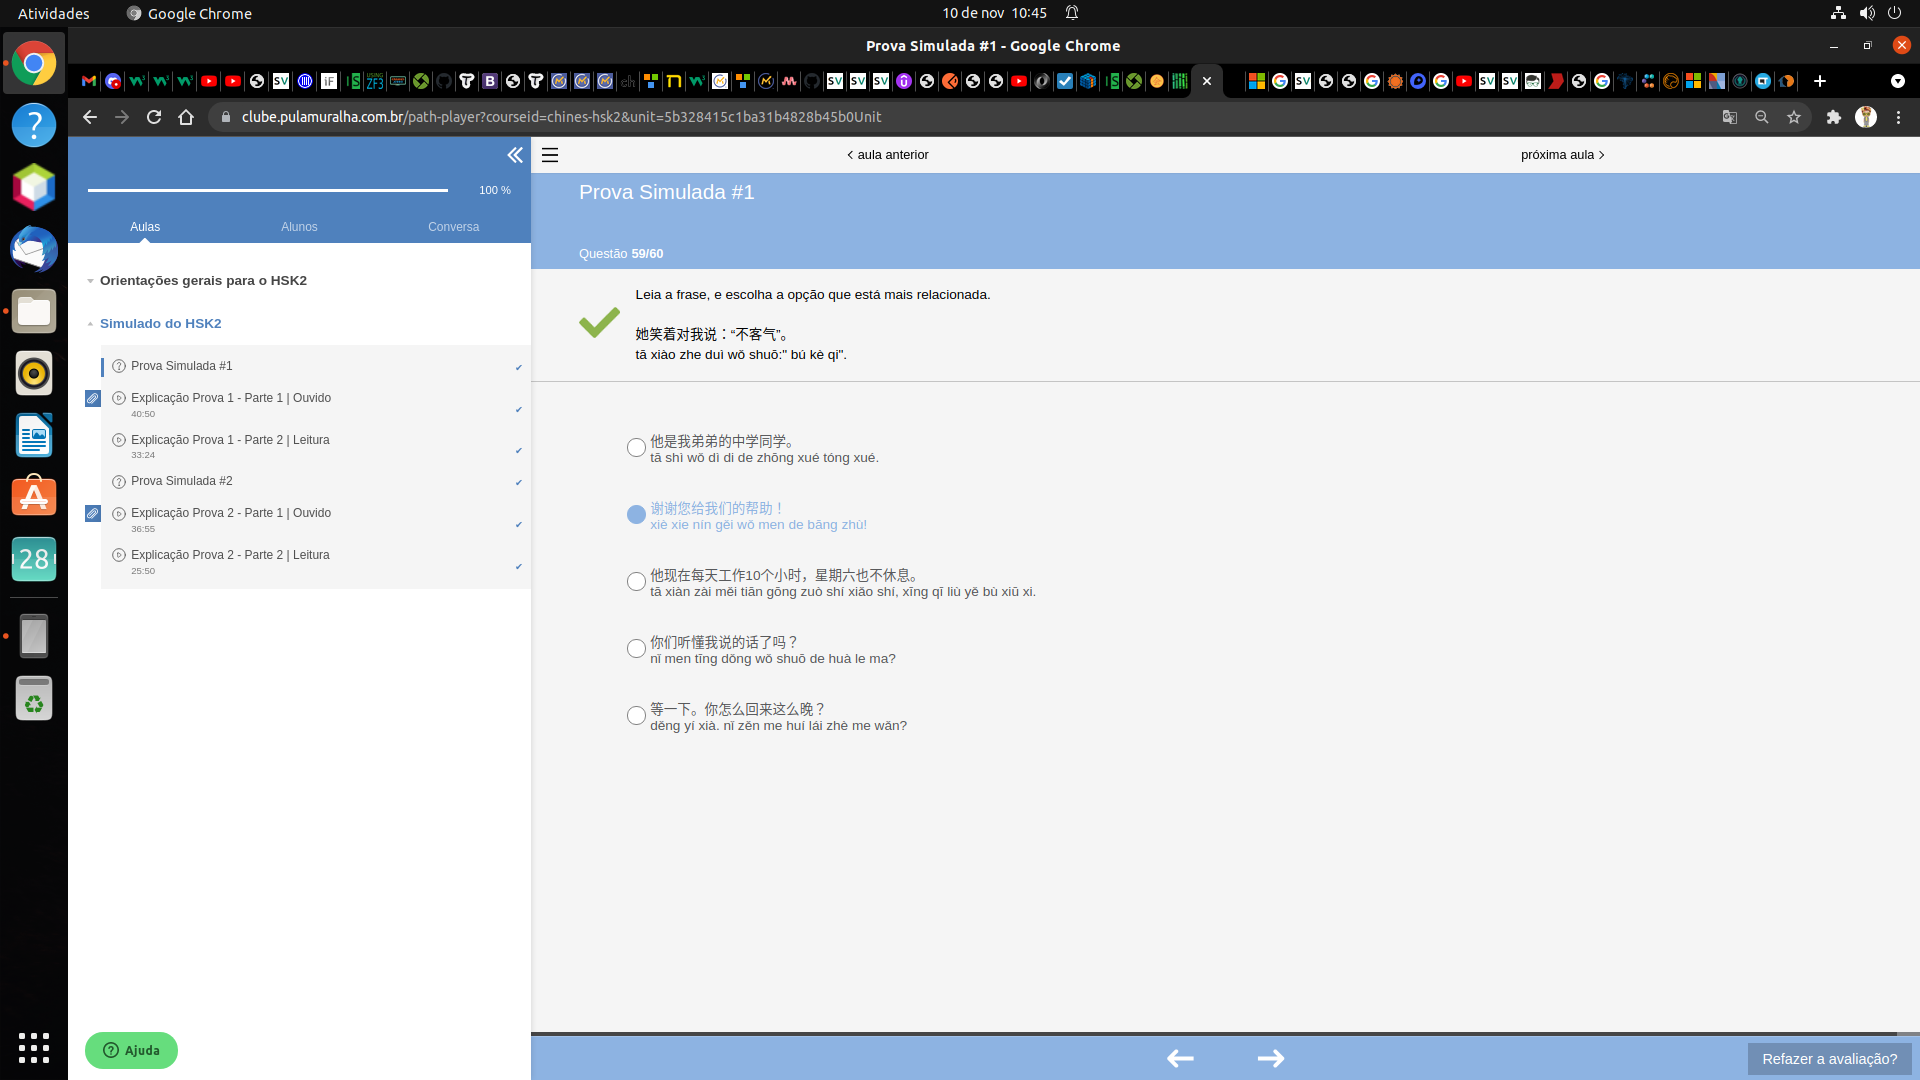 Atividades
Google Chrome
10 de nov 10:45
Prova Simulada #1 - Google Chrome
clube.pulamuralha.com.br/path-player?courseid=chines-hsk2&unit=5b328415c1ba31b4828b45b0Unit
100 %
Aulas
Alunos
Conversa
Orientações gerais para o HSK2
Simulado do HSK2
Prova Simulada #1
Explicação Prova 1 - Parte 1 | Ouvido
40:50
Explicação Prova 1 - Parte 2 | Leitura
33:24
Prova Simulada #2
Explicação Prova 2 - Parte 1 | Ouvido
36:55
Explicação Prova 2 - Parte 2 | Leitura
25:50
28
Ajuda
aula anterior
próxima aula
Prova Simulada #1
Questão 59/60
Leia a frase, e escolha a opção que está mais relacionada.
她笑着对我说：“不客气”。
tā xiào zhe duì wǒ shuō:" bú kè qi".
他是我弟弟的中学同学。
tā shì wǒ dì di de zhōng xué tóng xué.
谢谢您给我们的帮助！
xiè xie nín gěi wǒ men de bāng zhù!
他现在每天工作10个小时，星期六也不休息。
tā xiàn zài měi tiān gōng zuò shí xiǎo shí, xīng qī liù yě bù xiū xi.
你们听懂我说的话了吗？
nǐ men tīng dǒng wǒ shuō de huà le ma?
等一下。你怎么回来这么晚？
děng yí xià. nǐ zěn me huí lái zhè me wǎn?
Refazer a avaliação?